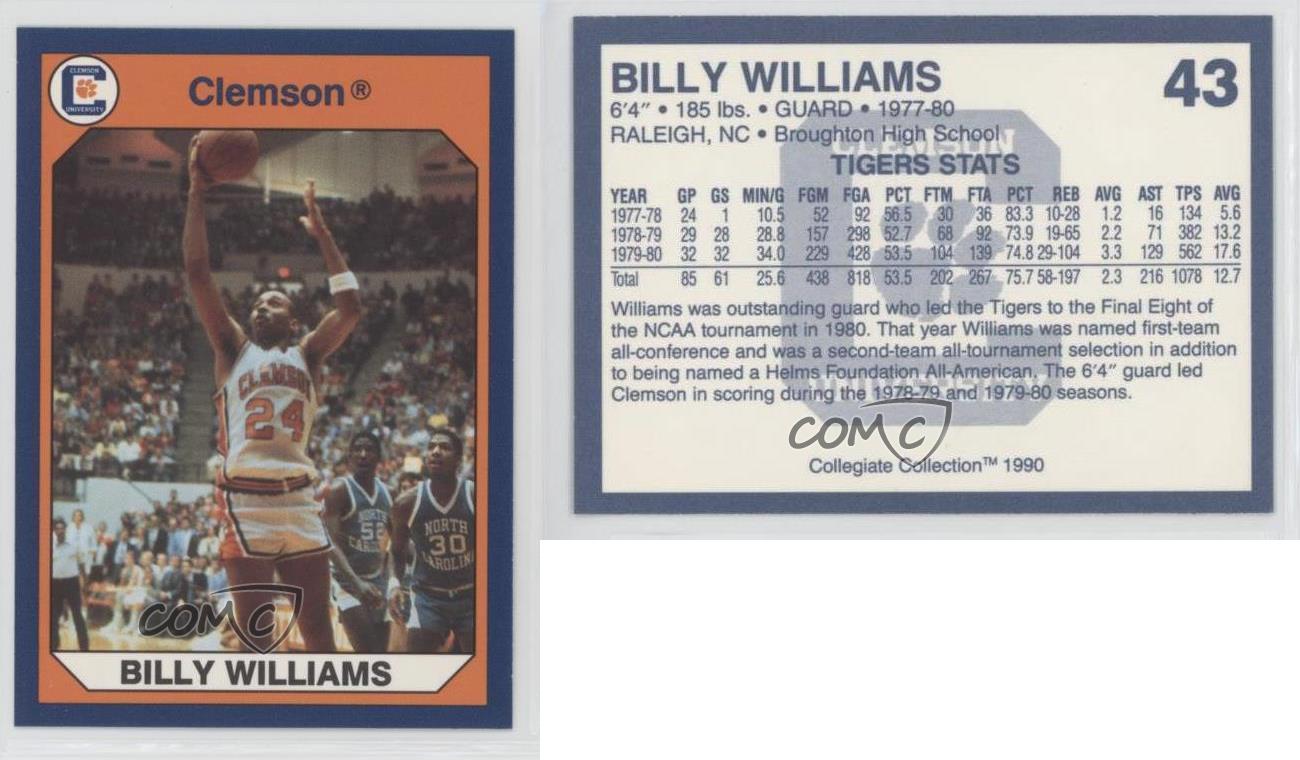 CLEMSON
UNIVERSITY
Clemson®
CLEMSON
24
NORTH
52
CAROLINA
NORTH
30
CAROLINA
COMC
BILLY WILLIAMS
BILLY WILLIAMS
43
6'4" • 185 lbs. • GUARD • 1977-80
RALEIGH, NC • Broughton High School
CLEMSON
TIGERS STATS
YEAR GP GS MIN/G FGM FGA PCT FTM FTA PCT REB AVG AST TPS AVG
1977-78 24 1 10.5 52 92 56.5 30 36 83.3 10-28 1.2 16 134 5.6
1978-79 29 28 28.8 157 298 52.7 68 92 73.9 19-65 2.2 71 382 13.2
1979-80 32 32 34.0 229 428 53.5 104 139 74.8 29-104 3.3 129 562 17.6
Total 85 61 25.6 438 818 53.5 202 267 75.7 58-197 2.3 216 1078 12.7
Williams was outstanding guard who led the Tigers to the Final Eight of
the NCAA tournament in 1980. That year Williams was named first-team
all-conference and was a second-team all-tournament selection in addition
to being named a Helms Foundation All-American. The 6'4" guard led
Clemson in scoring during the 1978-79 and 1979-80 seasons.
UNIVERSITY
COMC
Collegiate Collection™ 1990